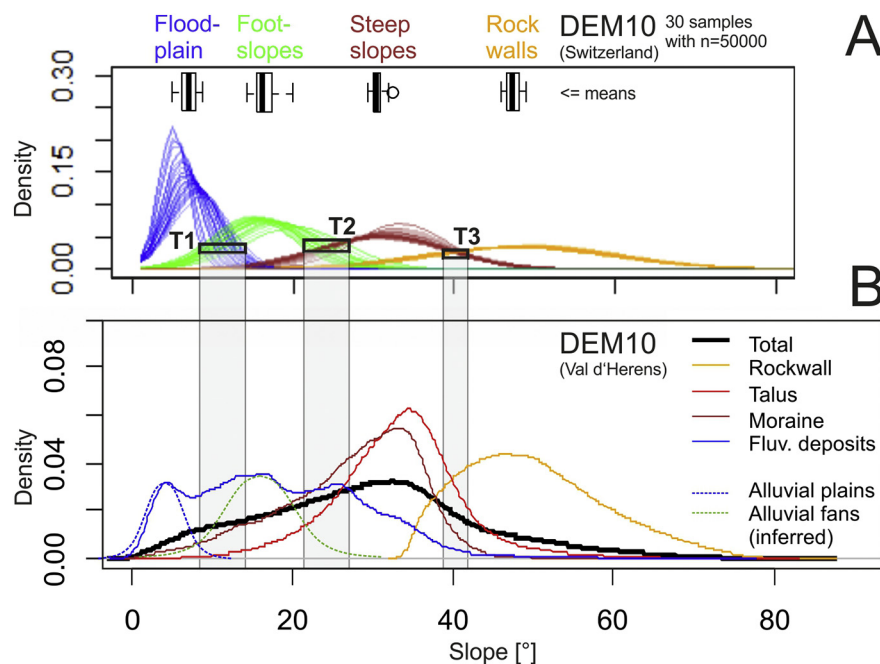 Flood-
plain
Foot-
slopes
Steep
slopes
Rock
walls
DEM10
(Switzerland)
30 samples
with n=50000
A
<= means
Density
0.30
0.15
0.00
T1
T2
T3
B
DEM10
(Val d'Herens)
Total
Rockwall
Talus
Moraine
Fluv. deposits
Alluvial plains
Alluvial fans
(inferred)
Density
0.08
0.04
0.00
0
20
40
60
80
Slope [°]